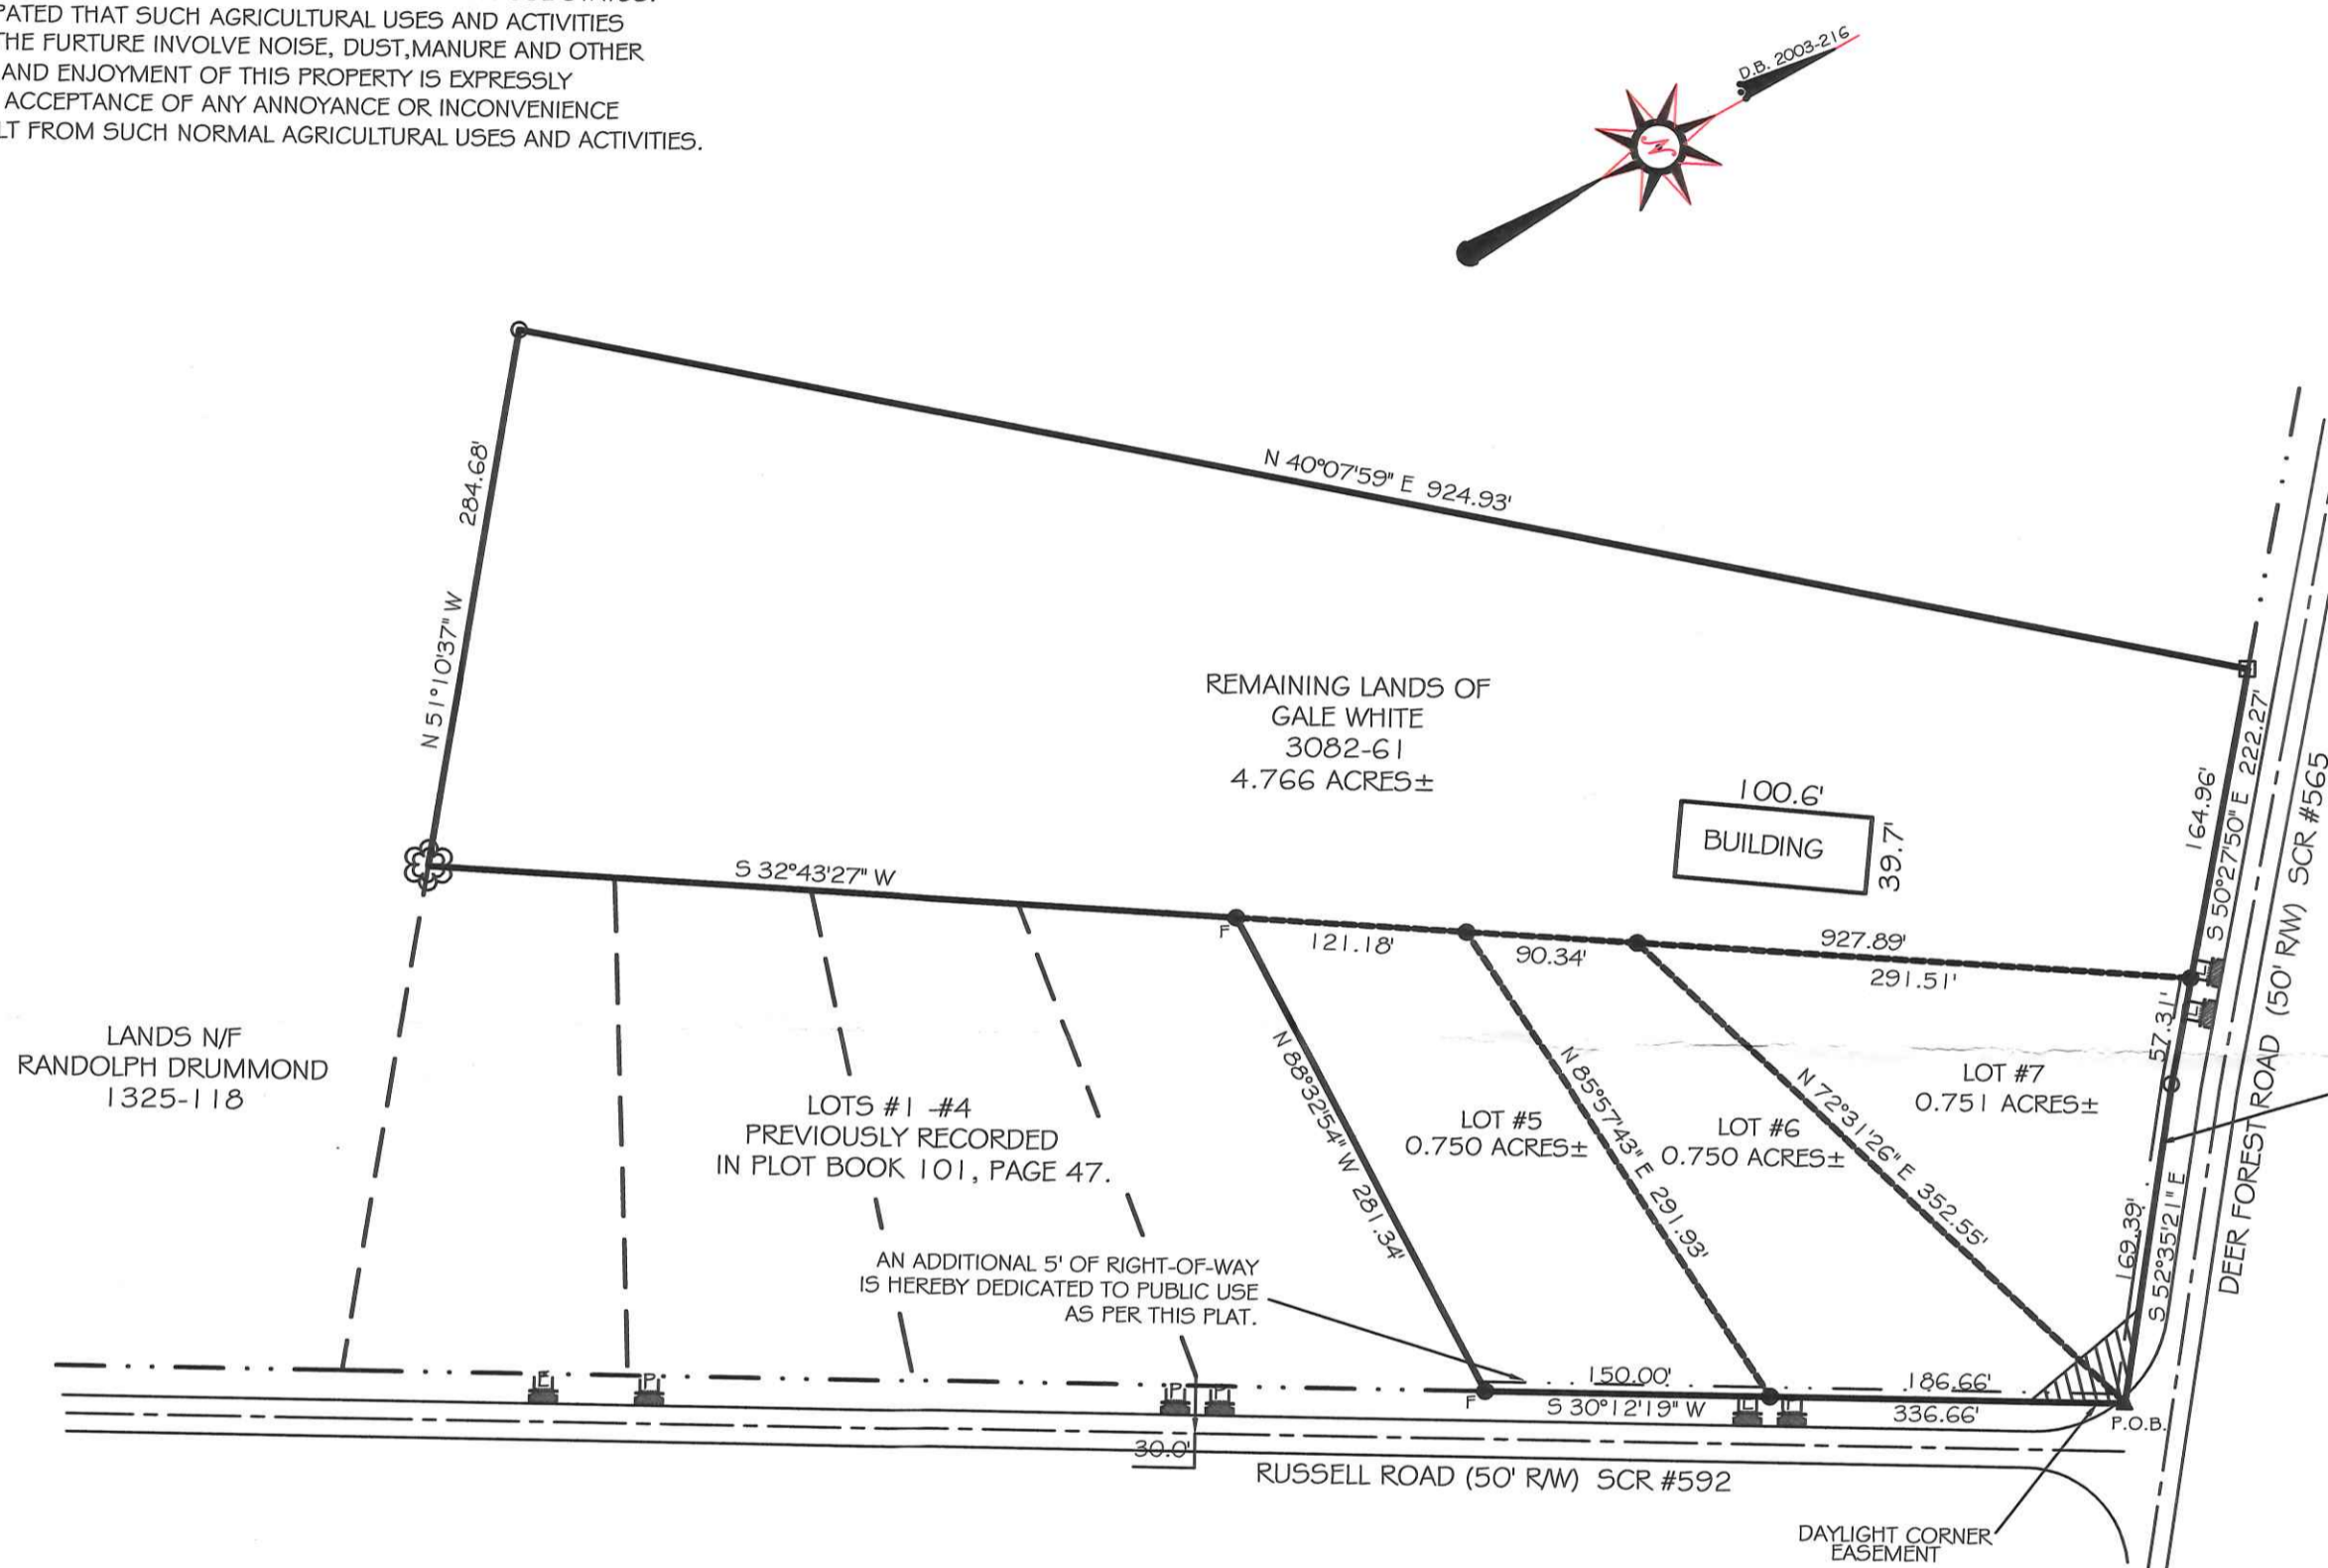 PATED THAT SUCH AGRICULTURAL USES AND ACTIVITIES
THE FURTURE INVOLVE NOISE, DUST,MANURE AND OTHER
AND ENJOYMENT OF THIS PROPERTY IS EXPRESSLY
ACCEPTANCE OF ANY ANNOYANCE OR INCONVENIENCE
LT FROM SUCH NORMAL AGRICULTURAL USES AND ACTIVITIES.
D.B. 2003-216
N
284.68'
N 51°10'37" W
N 40°07'59" E 924.93'
REMAINING LANDS OF
GALE WHITE
3082-61
4.766 ACRES±
100.6'
BUILDING
39.7'
164.96'
S 50°27'50" E 222.27'
S 32°43'27" W
F
121.18'
90.34'
927.89'
291.51'
57.31'
LANDS N/F
RANDOLPH DRUMMOND
1325-118
LOTS #1 -#4
PREVIOUSLY RECORDED
IN PLOT BOOK 101, PAGE 47.
N 88°32'54" W 281.34'
LOT #5
0.750 ACRES±
N 85°57'43" E 291.93'
LOT #6
0.750 ACRES±
N 72°31'26" E 352.55'
LOT #7
0.751 ACRES±
169.39'
S 52°35'21" E
DEER FOREST ROAD (50' R/W) SCR #565
AN ADDITIONAL 5' OF RIGHT-OF-WAY
IS HEREBY DEDICATED TO PUBLIC USE
AS PER THIS PLAT.
E
P
P
P
F
150.00'
S 30°12'19" W
186.66'
336.66'
P.O.B.
30.0'
RUSSELL ROAD (50' R/W) SCR #592
DAYLIGHT CORNER
EASEMENT